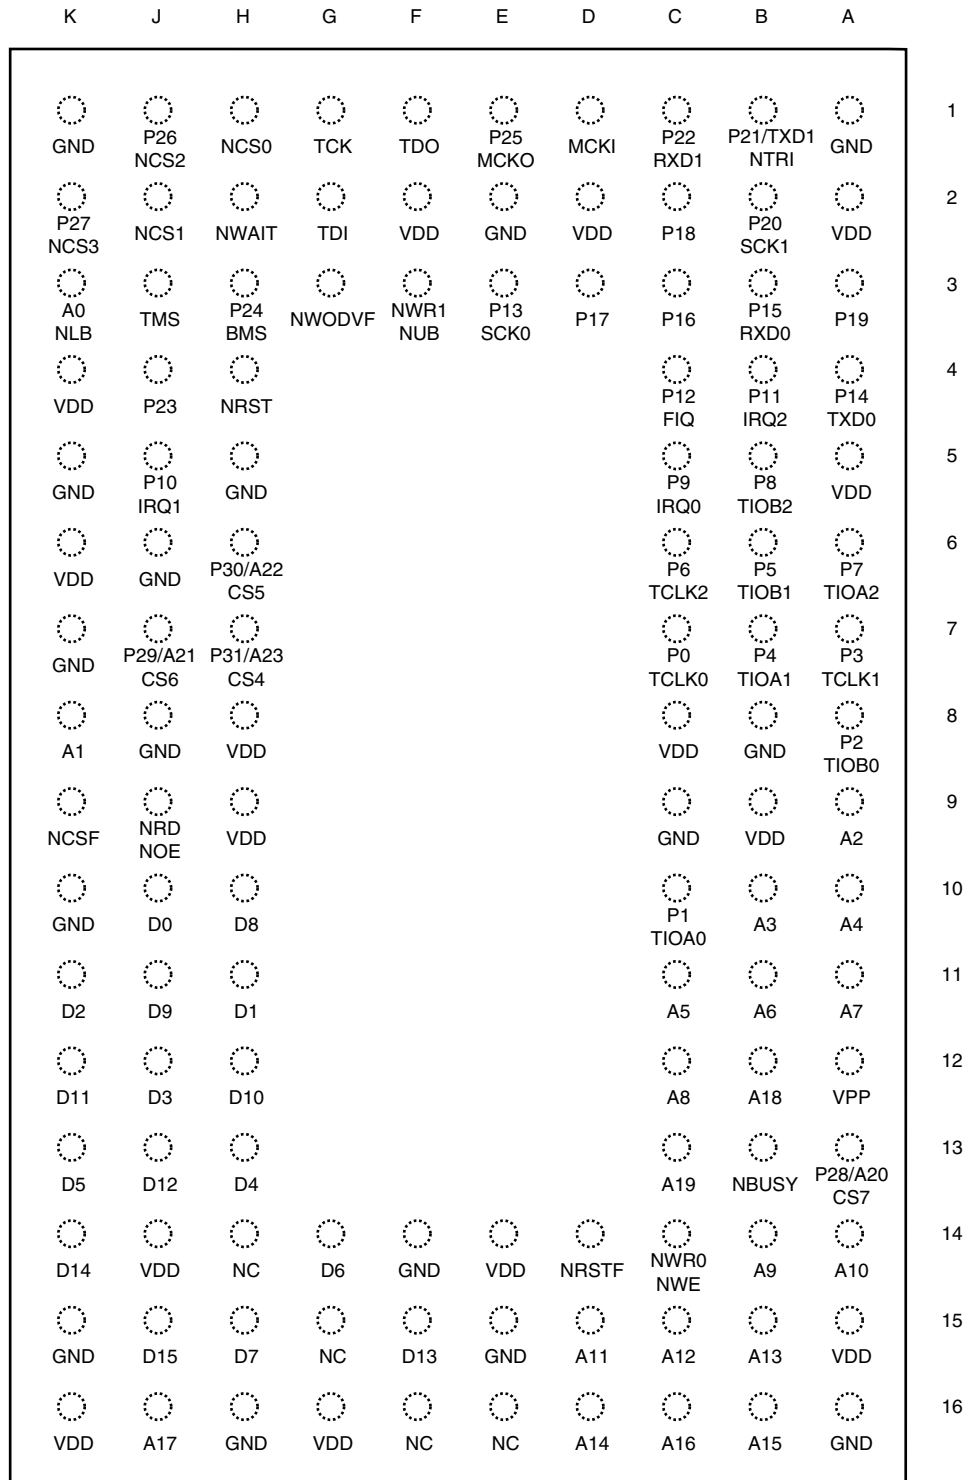 K J H G F E D C B A
1
GND P26 NCS0 TCK TDO P25 MCKI P22 P21/TXD1 GND
NCS2 MCKO RXD1 NTRI
2
P27 NCS1 NWAIT TDI VDD GND VDD P18 P20 VDD
NCS3 SCK1
3
A0 TMS P24 NWODVF NWR1 P13 P17 P16 P15 P19
NLB BMS NUB SCK0 RXD0
4
VDD P23 NRST P12 P11 P14
FIQ IRQ2 TXD0
5
GND P10 GND P9 P8 VDD
IRQ1 IRQ0 TIOB2
6
VDD GND P30/A22 P6 P5 P7
CS5 TCLK2 TIOB1 TIOA2
7
GND P29/A21 P31/A23 P0 P4 P3
CS6 CS4 TCLK0 TIOA1 TCLK1
8
A1 GND VDD VDD GND P2
TIOB0
9
NCSF NRD VDD GND VDD A2
NOE
10
GND D0 D8 P1 A3 A4
TIOA0
11
D2 D9 D1 A5 A6 A7
12
D11 D3 D10 A8 A18 VPP
13
D5 D12 D4 A19 NBUSY P28/A20
CS7
14
D14 VDD NC D6 GND VDD NRSTF NWR0 A9 A10
NWE
15
GND D15 D7 NC D13 GND A11 A12 A13 VDD
16
VDD A17 GND VDD NC NC A14 A16 A15 GND